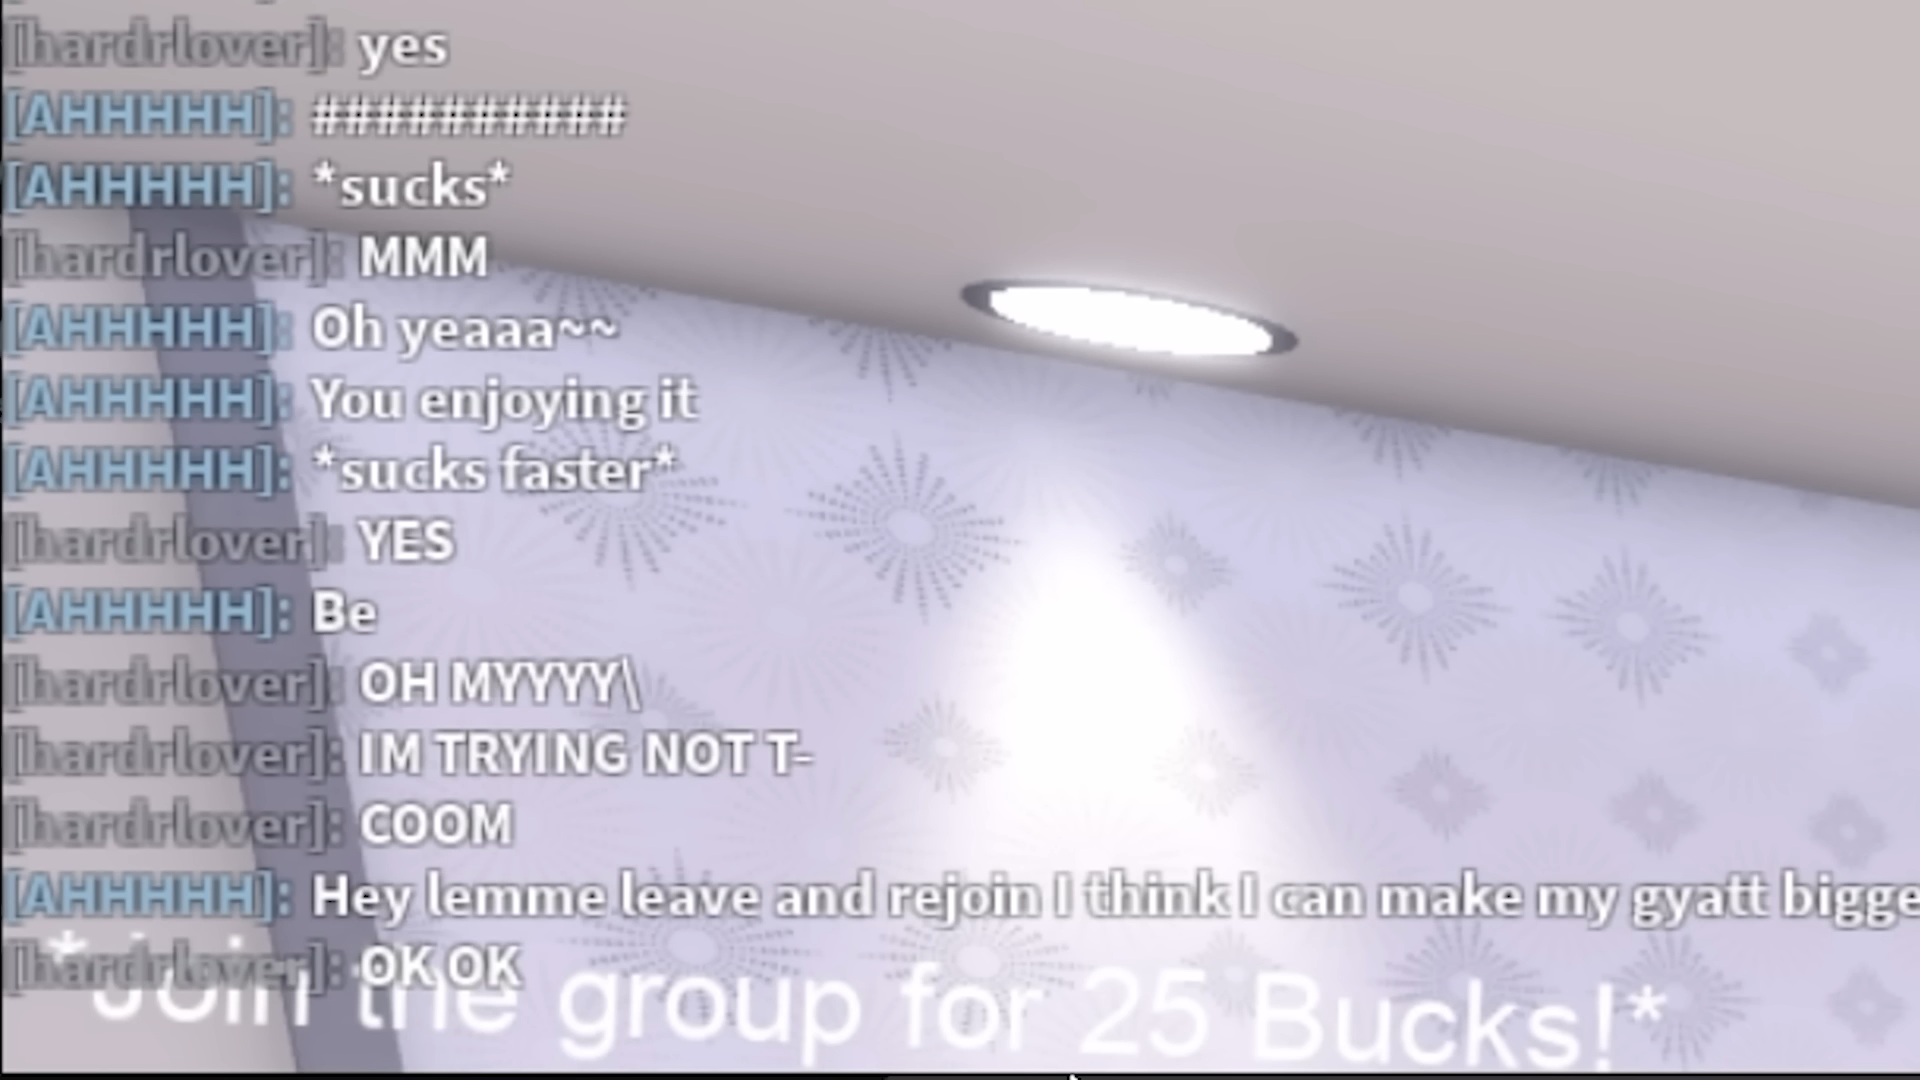 [hardrlover]: yes
[AHHHHH]: ##########
[AHHHHH]: *sucks*
[hardrlover]: MMM
[AHHHHH]: Oh yeaaa~~
[AHHHHH]: You enjoying it
[AHHHHH]: *sucks faster*
[hardrlover]: YES
[AHHHHH]: Be
[hardrlover]: OH MYYYY\
[hardrlover]: IM TRYING NOT T-
[hardrlover]: COOM
[AHHHHH]: Hey lemme leave and rejoin I think I can make my gyatt bigge
[hardrlover]: OK OK
*Join the group for 25 Bucks!*